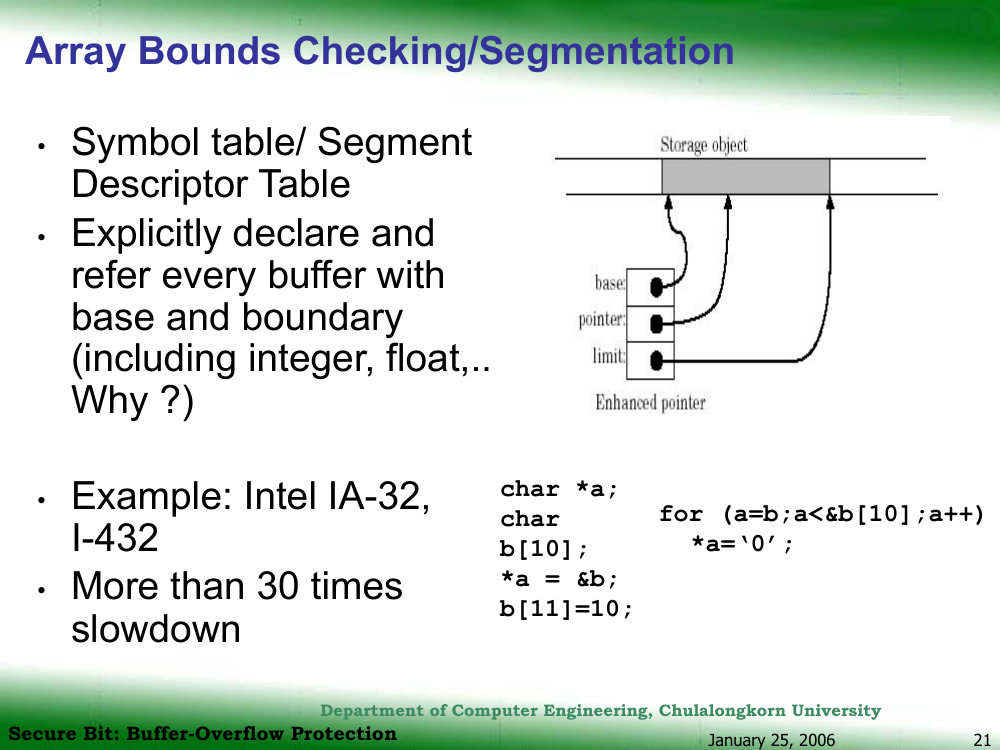 Array Bounds Checking/Segmentation
• Symbol table/ Segment
Descriptor Table
• Explicitly declare and
refer every buffer with
base and boundary
(including integer, float,..
Why ?)
• Example: Intel IA-32,
I-432
• More than 30 times
slowdown
Storage object
base:
pointer:
limit:
Enhanced pointer
char *a;
char
b[10];
*a = &b;
b[11]=10;
for (a=b;a<&b[10];a++)
*a=‘0’;
Department of Computer Engineering, Chulalongkorn University
Secure Bit: Buffer-Overflow Protection
January 25, 2006
21